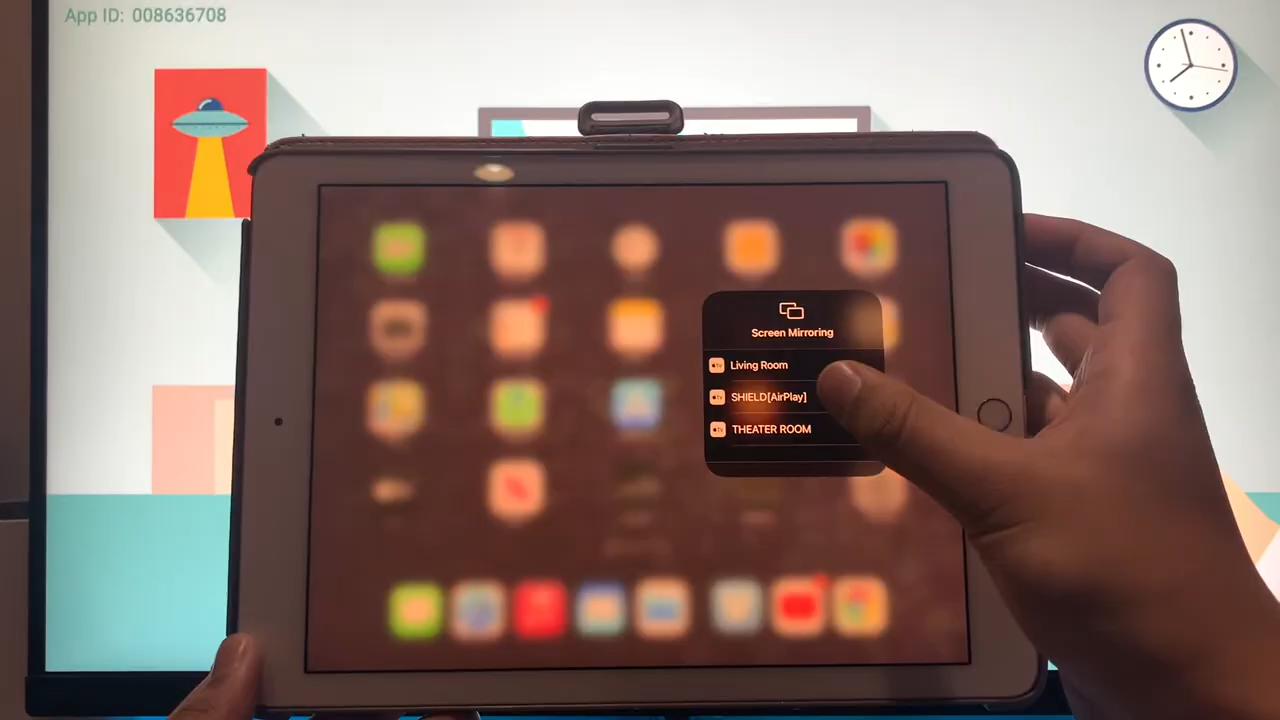 App ID: 008636708
Screen Mirroring
Living Room
SHIELD[AirPlay]
THEATER ROOM